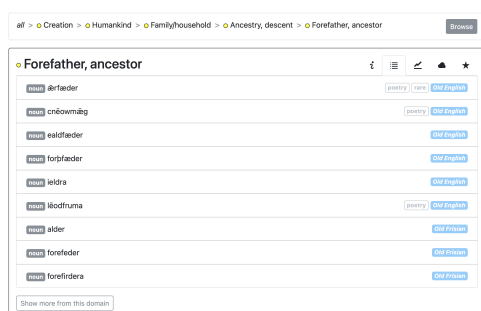 all > Creation > Humankind > Family/household > Ancestry, descent > Forefather, ancestor Browse
Forefather, ancestor i
noun ǣrfæder poetry rare Old English
noun cnēowmǣg poetry Old English
noun ealdfæder Old English
noun forþfæder Old English
noun ieldra Old English
noun lēodfruma poetry Old English
noun alder Old Frisian
noun forefeder Old Frisian
noun forefirdera Old Frisian
Show more from this domain